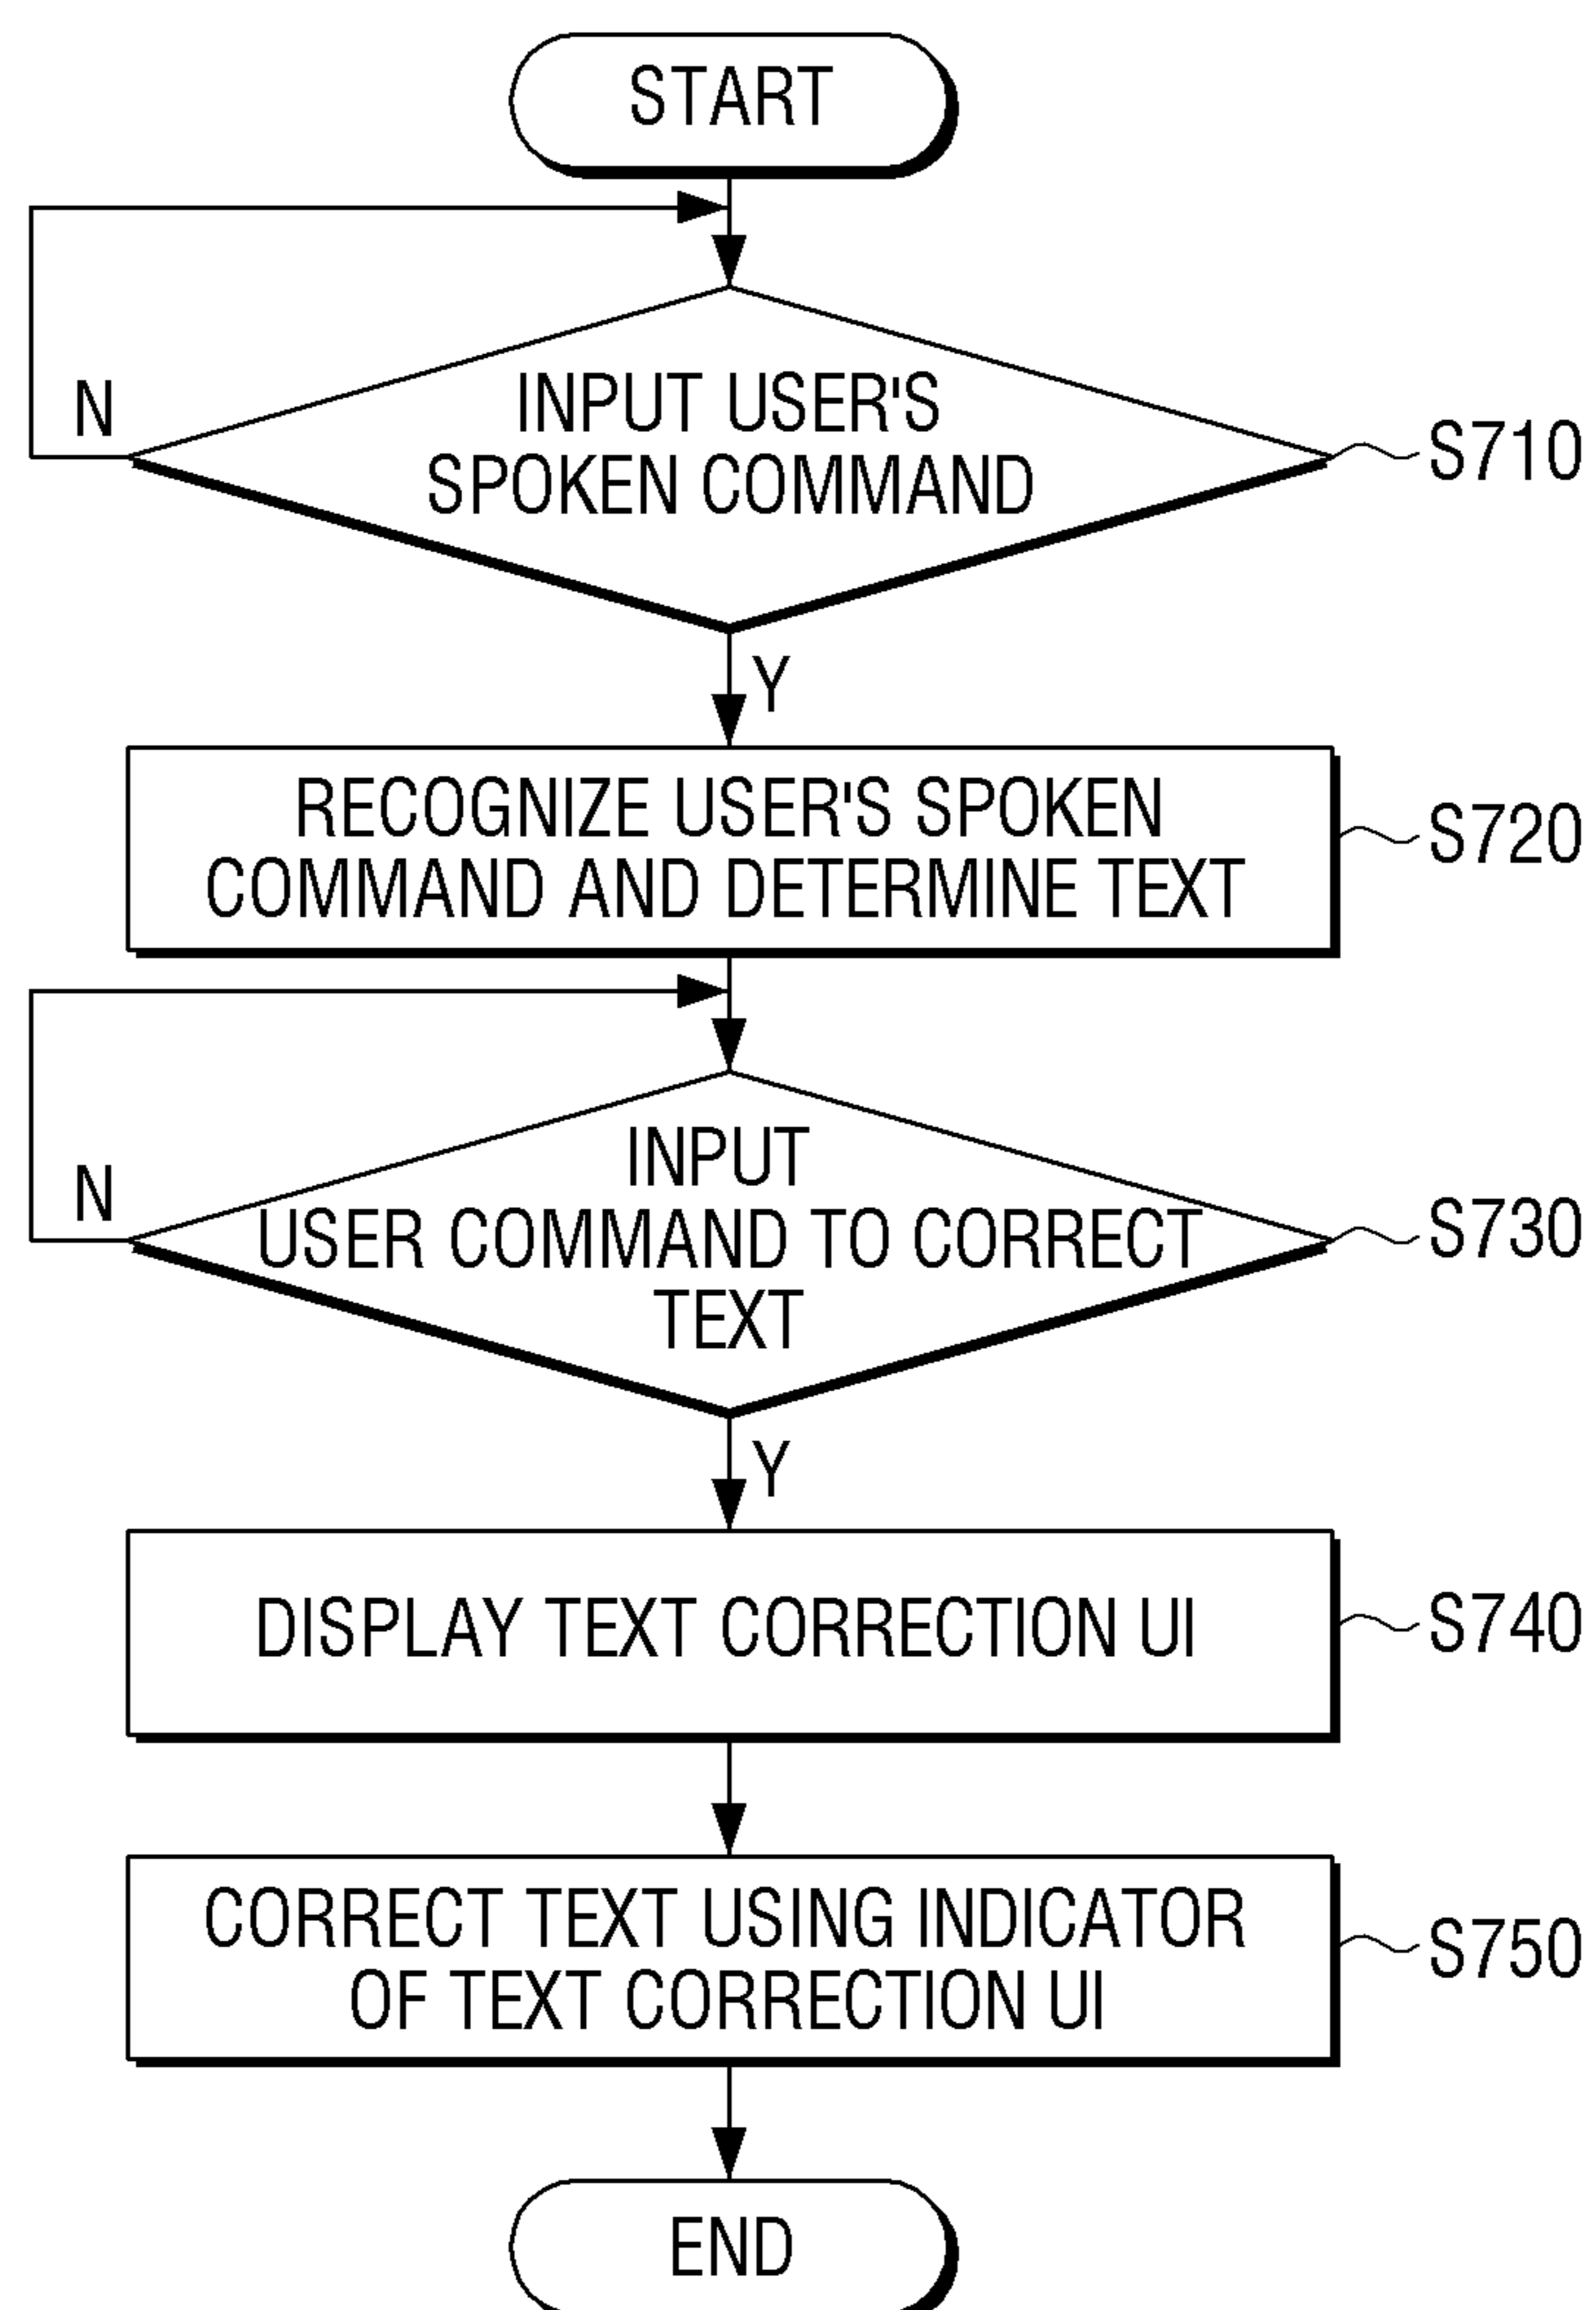 START
N
INPUT USER'S
SPOKEN COMMAND
S710
Y
RECOGNIZE USER'S SPOKEN
COMMAND AND DETERMINE TEXT
S720
N
INPUT
USER COMMAND TO CORRECT
TEXT
S730
Y
DISPLAY TEXT CORRECTION UI
S740
CORRECT TEXT USING INDICATOR
OF TEXT CORRECTION UI
S750
END